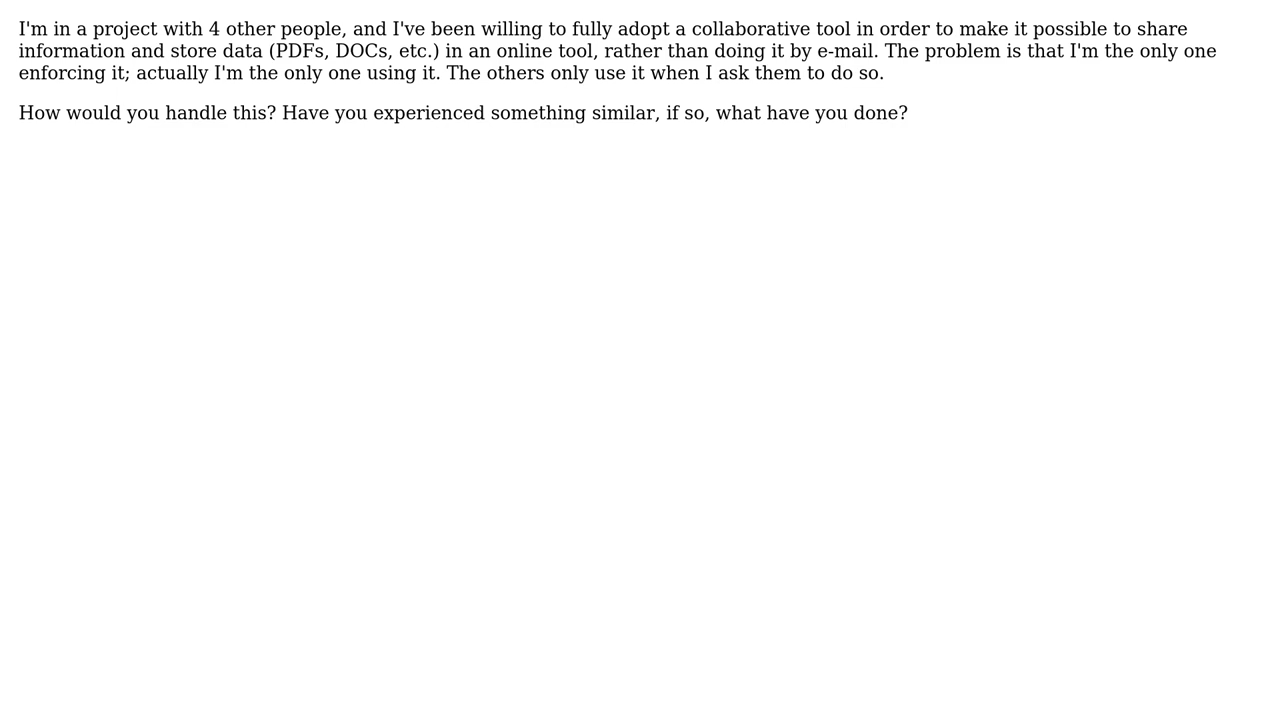 I'm in a project with 4 other people, and I've been willing to fully adopt a collaborative tool in order to make it possible to share
information and store data (PDFs, DOCs, etc.) in an online tool, rather than doing it by e-mail. The problem is that I'm the only one
enforcing it; actually I'm the only one using it. The others only use it when I ask them to do so.
How would you handle this? Have you experienced something similar, if so, what have you done?